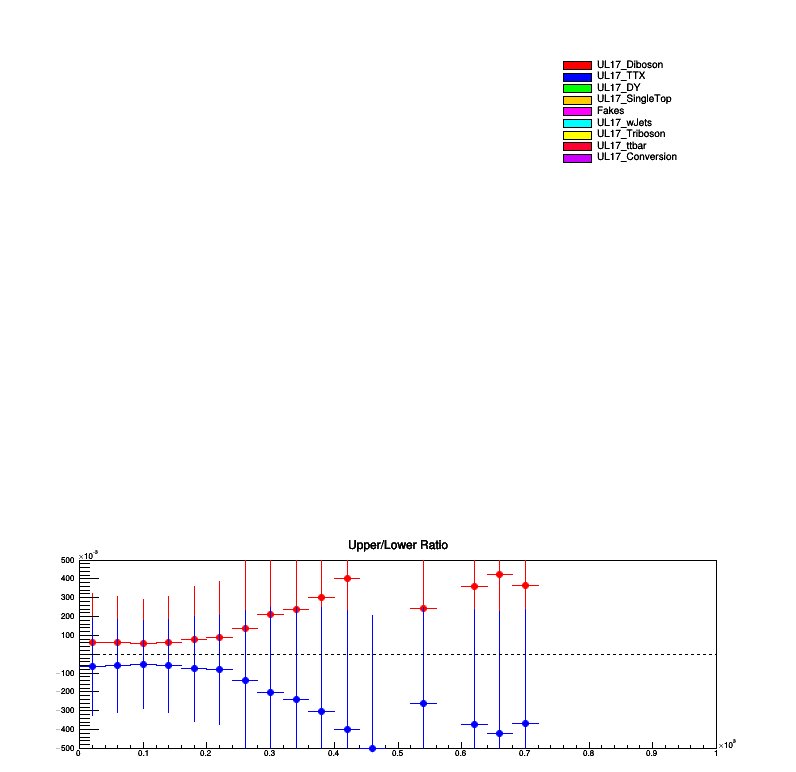 UL17_Diboson
UL17_TTX
UL17_DY
UL17_SingleTop
Fakes
UL17_wJets
UL17_Triboson
UL17_ttbar
UL17_Conversion
Upper/Lower Ratio
×10⁻³
500
400
300
200
100
−100
−200
−300
−400
−500
0 0.1 0.2 0.3 0.4 0.5 0.6 0.7 0.8 0.9 1
×10³